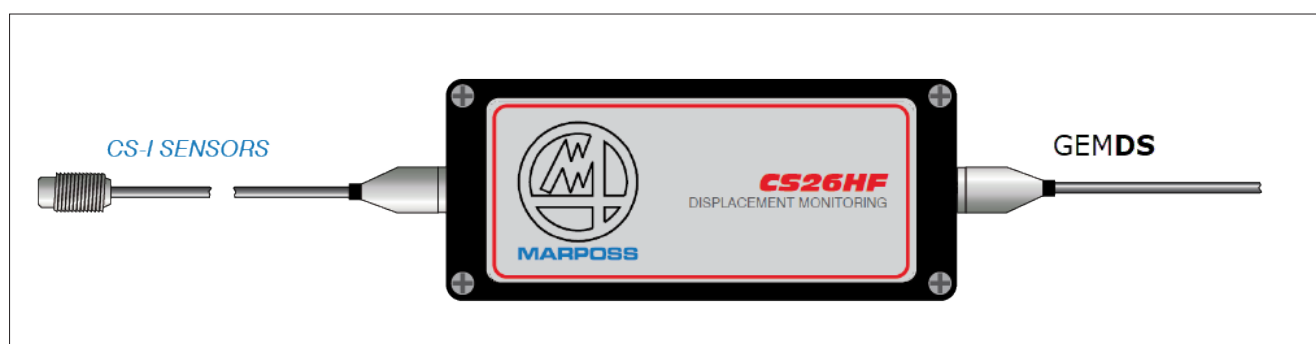 CS-I SENSORS
CS26HF
DISPLACEMENT MONITORING
MARPOSS
GEMDS